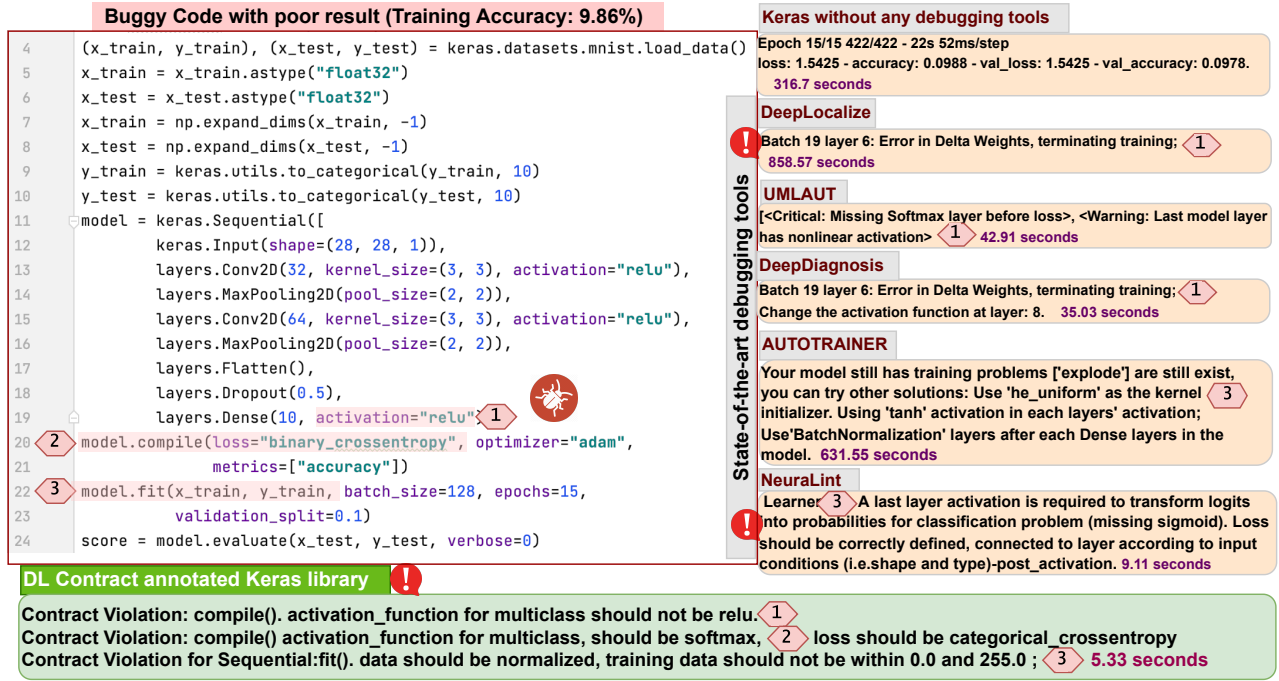 Buggy Code with poor result (Training Accuracy: 9.86%)
4 (x_train, y_train), (x_test, y_test) = keras.datasets.mnist.load_data()
5 x_train = x_train.astype("float32")
6 x_test = x_test.astype("float32")
7 x_train = np.expand_dims(x_train, -1)
8 x_test = np.expand_dims(x_test, -1)
9 y_train = keras.utils.to_categorical(y_train, 10)
10 y_test = keras.utils.to_categorical(y_test, 10)
11 model = keras.Sequential([
12 keras.Input(shape=(28, 28, 1)),
13 layers.Conv2D(32, kernel_size=(3, 3), activation="relu"),
14 layers.MaxPooling2D(pool_size=(2, 2)),
15 layers.Conv2D(64, kernel_size=(3, 3), activation="relu"),
16 layers.MaxPooling2D(pool_size=(2, 2)),
17 layers.Flatten(),
18 layers.Dropout(0.5),
19 layers.Dense(10, activation="relu" 1
20 2 model.compile(loss="binary_crossentropy", optimizer="adam",
21 metrics=["accuracy"])
22 3 model.fit(x_train, y_train, batch_size=128, epochs=15,
23 validation_split=0.1)
24 score = model.evaluate(x_test, y_test, verbose=0)
State-of-the-art debugging tools
Keras without any debugging tools
Epoch 15/15 422/422 - 22s 52ms/step
loss: 1.5425 - accuracy: 0.0988 - val_loss: 1.5425 - val_accuracy: 0.0978.
316.7 seconds
DeepLocalize
Batch 19 layer 6: Error in Delta Weights, terminating training; 1
858.57 seconds
UMLAUT
[<Critical: Missing Softmax layer before loss>, <Warning: Last model layer
has nonlinear activation> 1 42.91 seconds
DeepDiagnosis
Batch 19 layer 6: Error in Delta Weights, terminating training; 1
Change the activation function at layer: 8. 35.03 seconds
AUTOTRAINER
Your model still has training problems ['explode'] are still exist,
you can try other solutions: Use 'he_uniform' as the kernel 3
initializer. Using 'tanh' activation in each layers' activation;
Use'BatchNormalization' layers after each Dense layers in the
model. 631.55 seconds
NeuraLint
Learner 3 A last layer activation is required to transform logits
into probabilities for classification problem (missing sigmoid). Loss
should be correctly defined, connected to layer according to input
conditions (i.e.shape and type)-post_activation. 9.11 seconds
DL Contract annotated Keras library
Contract Violation: compile(). activation_function for multiclass should not be relu. 1
Contract Violation: compile() activation_function for multiclass, should be softmax, 2 loss should be categorical_crossentropy
Contract Violation for Sequential:fit(). data should be normalized, training data should not be within 0.0 and 255.0 ; 3 5.33 seconds